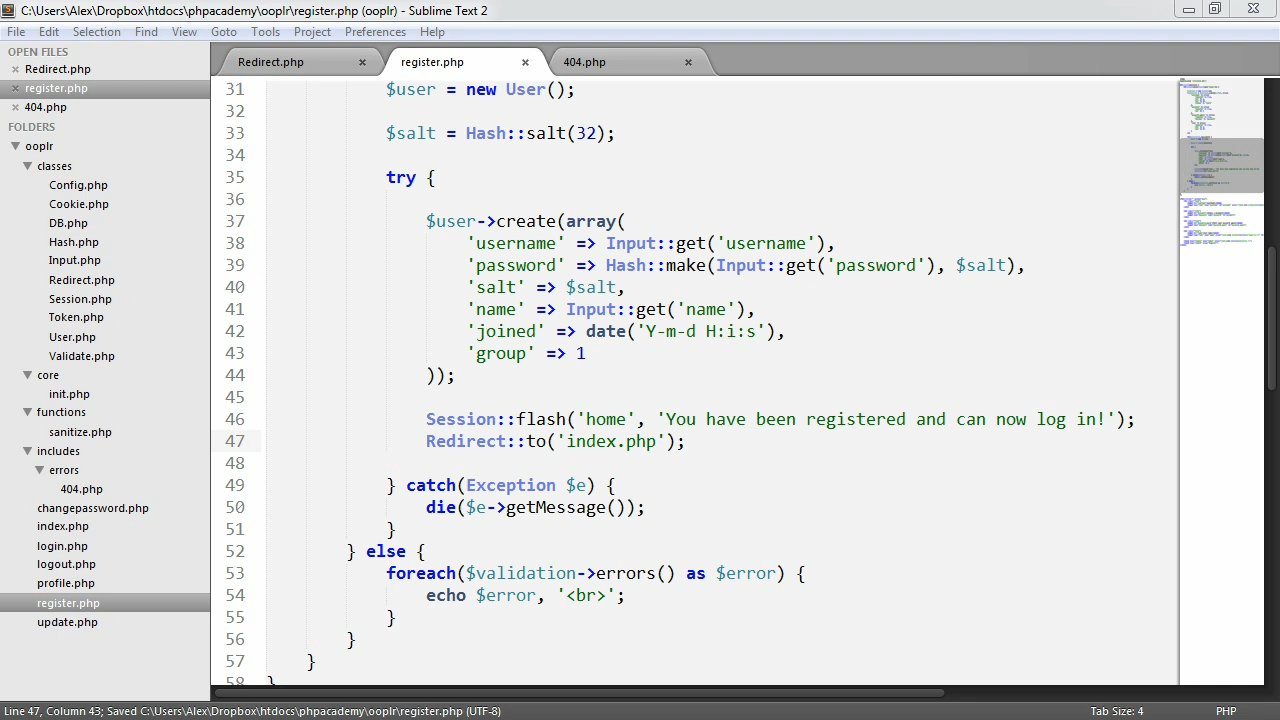 C:\Users\Alex\Dropbox\htdocs\phpacademy\ooplr\register.php (ooplr) - Sublime Text 2
File Edit Selection Find View Goto Tools Project Preferences Help
OPEN FILES
Redirect.php
register.php
404.php
FOLDERS
ooplr
classes
Config.php
Cookie.php
DB.php
Hash.php
Input.php
Redirect.php
Session.php
Token.php
User.php
Validate.php
core
init.php
functions
sanitize.php
includes
errors
404.php
changepassword.php
index.php
login.php
logout.php
profile.php
register.php
update.php
Redirect.php register.php 404.php
31 $user = new User();
32
33 $salt = Hash::salt(32);
34
35 try {
36
37 $user->create(array(
38 'username' => Input::get('username'),
39 'password' => Hash::make(Input::get('password'), $salt),
40 'salt' => $salt,
41 'name' => Input::get('name'),
42 'joined' => date('Y-m-d H:i:s'),
43 'group' => 1
44 ));
45
46 Session::flash('home', 'You have been registered and can now log in!');
47 Redirect::to('index.php');
48
49 } catch(Exception $e) {
50 die($e->getMessage());
51 }
52 } else {
53 foreach($validation->errors() as $error) {
54 echo $error, '<br>';
55 }
56 }
57 }
58 }
Line 47, Column 43; Saved C:\Users\Alex\Dropbox\htdocs\phpacademy\ooplr\register.php (UTF-8)
Tab Size: 4
PHP